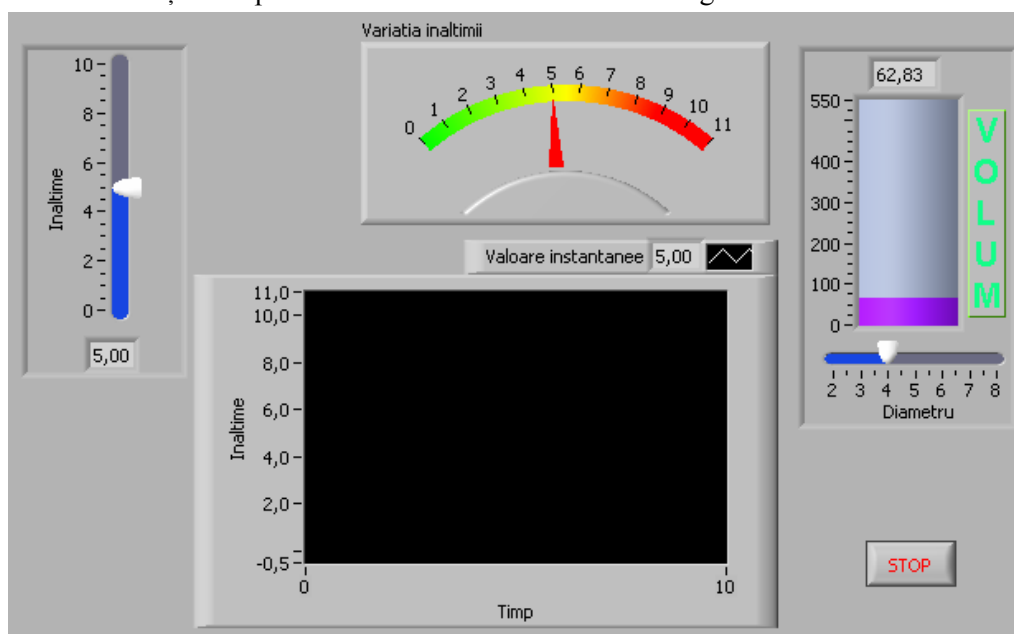 Variatia inaltimii
10
8
6
4
2
0
Inaltime
5,00
0 1 2 3 4 5 6 7 8 9 10 11
62,83
550
400
300
200
100
0
VOLUM
2 3 4 5 6 7 8
Diametru
Valoare instantanee 5,00
11,0
10,0
8,0
6,0
4,0
2,0
-0,5
Inaltime
0 10
Timp
STOP